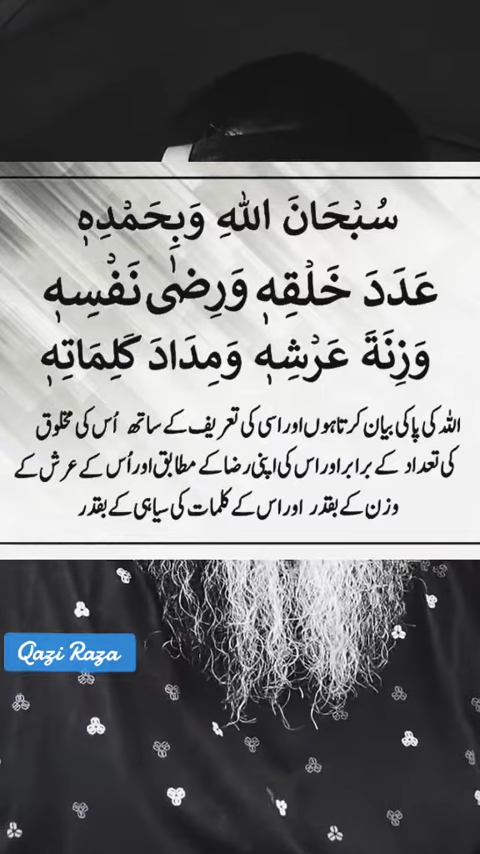 سُبْحَانَ اللهِ وَبِحَمْدِهٖ
عَدَدَ خَلْقِهٖ وَرِضٰى نَفْسِهٖ
وَزِنَةَ عَرْشِهٖ وَمِدَادَ كَلِمَاتِهٖ
اللہ کی پاکی بیان کرتا ہوں اور اسی کی تعریف کے ساتھ اُس کی مخلوق
کی تعداد کے برابر اور اس کی اپنی رضا کے مطابق اور اُس کے عرش کے
وزن کے بقدر اور اس کے کلمات کی سیاہی کے بقدر
Qazi Raza